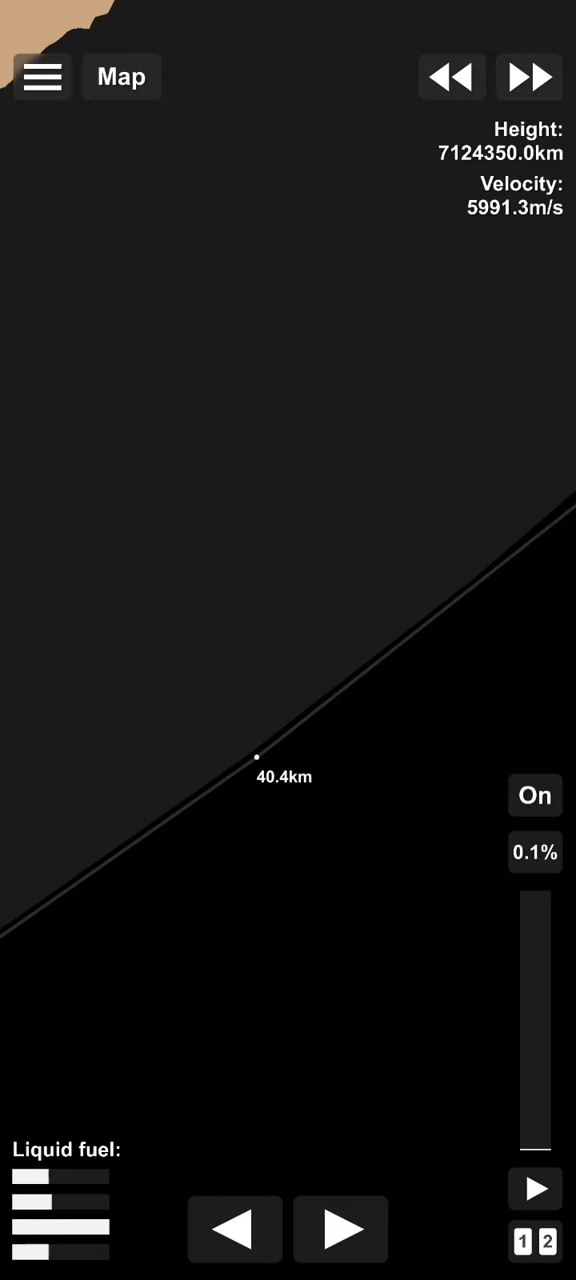 Map
Height:
7124350.0km
Velocity:
5991.3m/s
40.4km
On
0.1%
Liquid fuel:
1 2